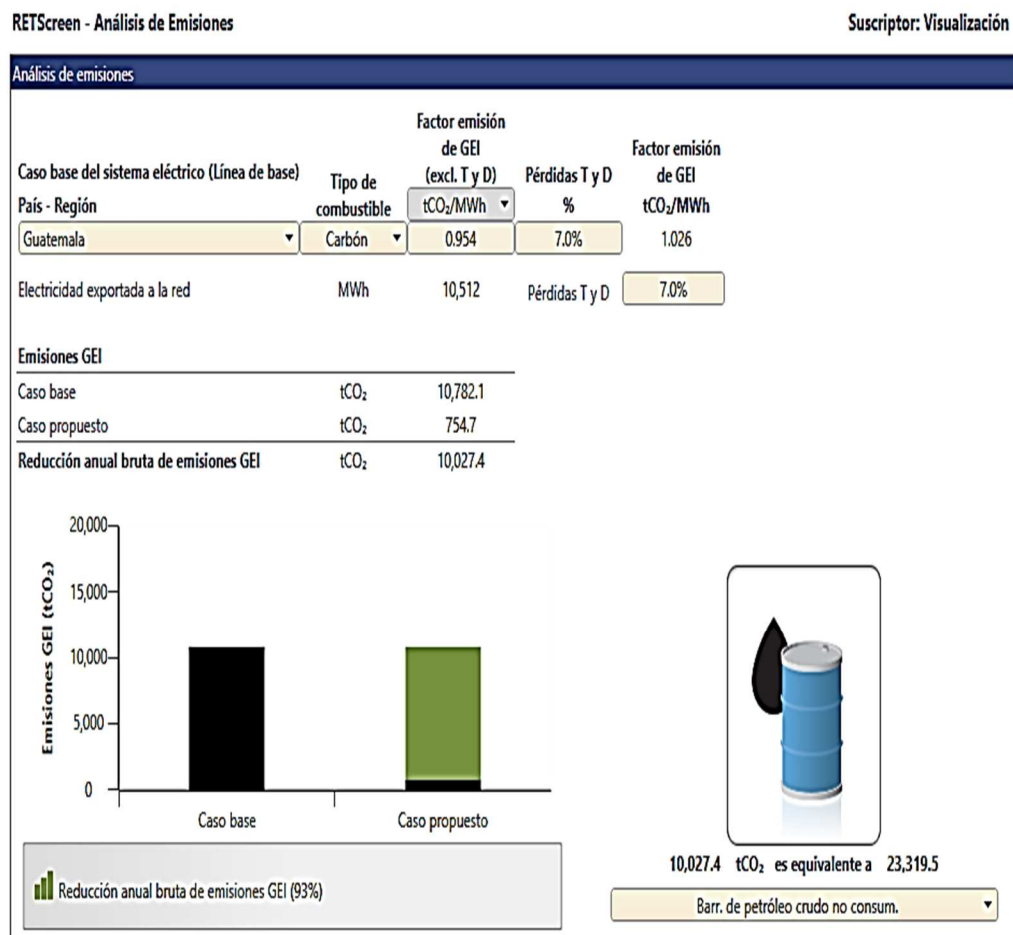 RETScreen - Análisis de Emisiones Suscriptor: Visualización
Análisis de emisiones
Factor emisión
de GEI
(excl. T y D)
Factor emisión
de GEI
Caso base del sistema eléctrico (Línea de base)
Tipo de
combustible
Pérdidas T y D
%
País - Región
tCO₂/MWh
tCO₂/MWh
Guatemala Carbón 0.954 7.0% 1.026
Electricidad exportada a la red MWh 10,512 Pérdidas T y D 7.0%
Emisiones GEI
Caso base tCO₂ 10,782.1
Caso propuesto tCO₂ 754.7
Reducción anual bruta de emisiones GEI tCO₂ 10,027.4
Emisiones GEI (tCO₂)
20,000
15,000
10,000
5,000
0
Caso base Caso propuesto
Reducción anual bruta de emisiones GEI (93%)
10,027.4 tCO₂ es equivalente a 23,319.5
Barr. de petróleo crudo no consum.